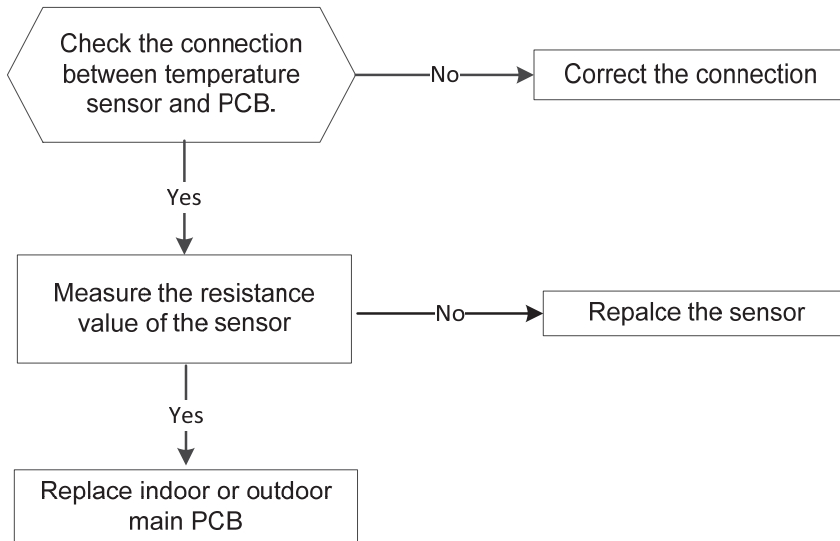 Check the connection
between temperature
sensor and PCB.
No
Correct the connection
Yes
Measure the resistance
value of the sensor
No
Repalce the sensor
Yes
Replace indoor or outdoor
main PCB